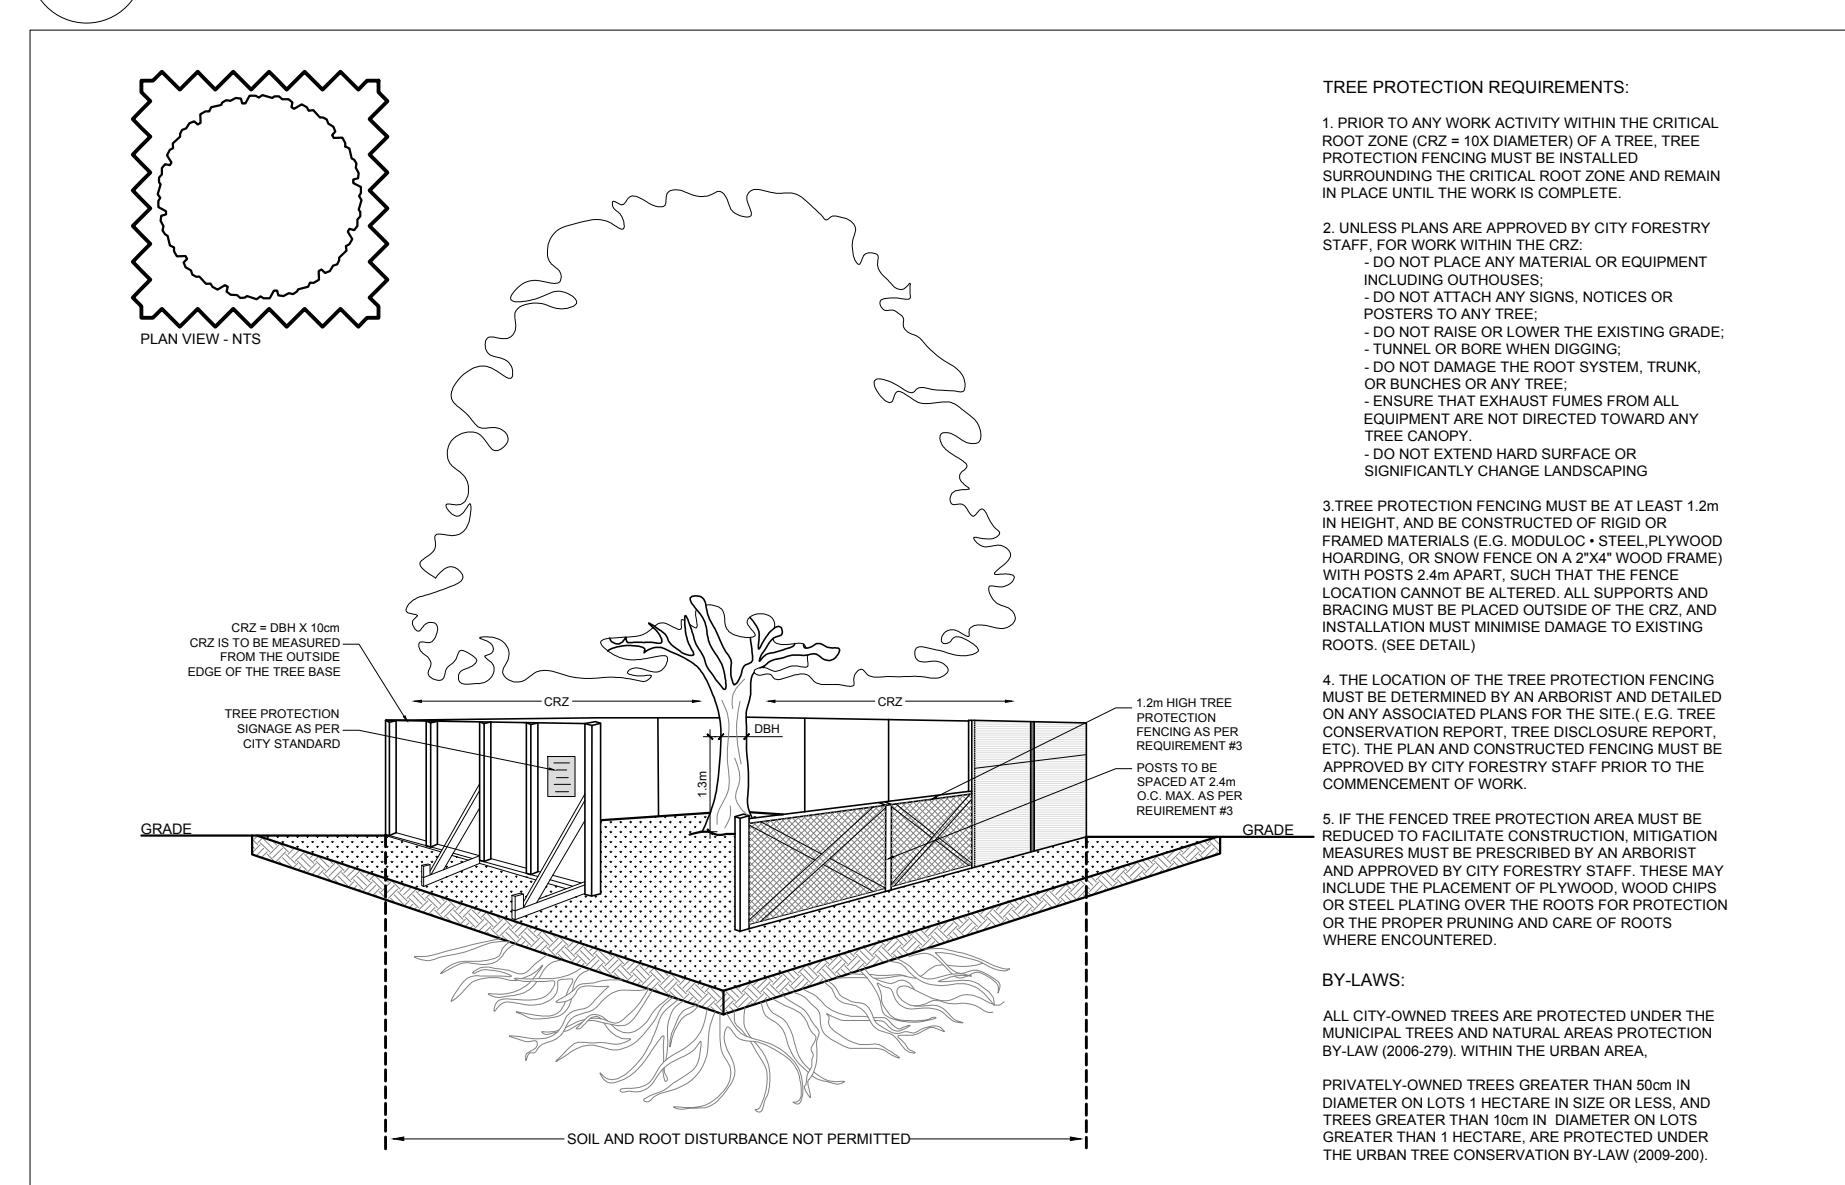 PLAN VIEW - NTS
CRZ = DBH X 10cm
CRZ IS TO BE MEASURED
FROM THE OUTSIDE
EDGE OF THE TREE BASE
TREE PROTECTION
SIGNAGE AS PER
CITY STANDARD
CRZ
CRZ
DBH
1.3m
1.2m HIGH TREE
PROTECTION
FENCING AS PER
REQUIREMENT #3
POSTS TO BE
SPACED AT 2.4m
O.C. MAX. AS PER
REUIREMENT #3
GRADE
GRADE
SOIL AND ROOT DISTURBANCE NOT PERMITTED
TREE PROTECTION REQUIREMENTS:
1. PRIOR TO ANY WORK ACTIVITY WITHIN THE CRITICAL
ROOT ZONE (CRZ = 10X DIAMETER) OF A TREE, TREE
PROTECTION FENCING MUST BE INSTALLED
SURROUNDING THE CRITICAL ROOT ZONE AND REMAIN
IN PLACE UNTIL THE WORK IS COMPLETE.
2. UNLESS PLANS ARE APPROVED BY CITY FORESTRY
STAFF, FOR WORK WITHIN THE CRZ:
- DO NOT PLACE ANY MATERIAL OR EQUIPMENT
INCLUDING OUTHOUSES;
- DO NOT ATTACH ANY SIGNS, NOTICES OR
POSTERS TO ANY TREE;
- DO NOT RAISE OR LOWER THE EXISTING GRADE;
- TUNNEL OR BORE WHEN DIGGING;
- DO NOT DAMAGE THE ROOT SYSTEM, TRUNK,
OR BUNCHES OR ANY TREE;
- ENSURE THAT EXHAUST FUMES FROM ALL
EQUIPMENT ARE NOT DIRECTED TOWARD ANY
TREE CANOPY.
- DO NOT EXTEND HARD SURFACE OR
SIGNIFICANTLY CHANGE LANDSCAPING
3.TREE PROTECTION FENCING MUST BE AT LEAST 1.2m
IN HEIGHT, AND BE CONSTRUCTED OF RIGID OR
FRAMED MATERIALS (E.G. MODULOC • STEEL,PLYWOOD
HOARDING, OR SNOW FENCE ON A 2"X4" WOOD FRAME)
WITH POSTS 2.4m APART, SUCH THAT THE FENCE
LOCATION CANNOT BE ALTERED. ALL SUPPORTS AND
BRACING MUST BE PLACED OUTSIDE OF THE CRZ, AND
INSTALLATION MUST MINIMISE DAMAGE TO EXISTING
ROOTS. (SEE DETAIL)
4. THE LOCATION OF THE TREE PROTECTION FENCING
MUST BE DETERMINED BY AN ARBORIST AND DETAILED
ON ANY ASSOCIATED PLANS FOR THE SITE.( E.G. TREE
CONSERVATION REPORT, TREE DISCLOSURE REPORT,
ETC). THE PLAN AND CONSTRUCTED FENCING MUST BE
APPROVED BY CITY FORESTRY STAFF PRIOR TO THE
COMMENCEMENT OF WORK.
5. IF THE FENCED TREE PROTECTION AREA MUST BE
REDUCED TO FACILITATE CONSTRUCTION, MITIGATION
MEASURES MUST BE PRESCRIBED BY AN ARBORIST
AND APPROVED BY CITY FORESTRY STAFF. THESE MAY
INCLUDE THE PLACEMENT OF PLYWOOD, WOOD CHIPS
OR STEEL PLATING OVER THE ROOTS FOR PROTECTION
OR THE PROPER PRUNING AND CARE OF ROOTS
WHERE ENCOUNTERED.
BY-LAWS:
ALL CITY-OWNED TREES ARE PROTECTED UNDER THE
MUNICIPAL TREES AND NATURAL AREAS PROTECTION
BY-LAW (2006-279). WITHIN THE URBAN AREA,
PRIVATELY-OWNED TREES GREATER THAN 50cm IN
DIAMETER ON LOTS 1 HECTARE IN SIZE OR LESS, AND
TREES GREATER THAN 10cm IN DIAMETER ON LOTS
GREATER THAN 1 HECTARE, ARE PROTECTED UNDER
THE URBAN TREE CONSERVATION BY-LAW (2009-200).